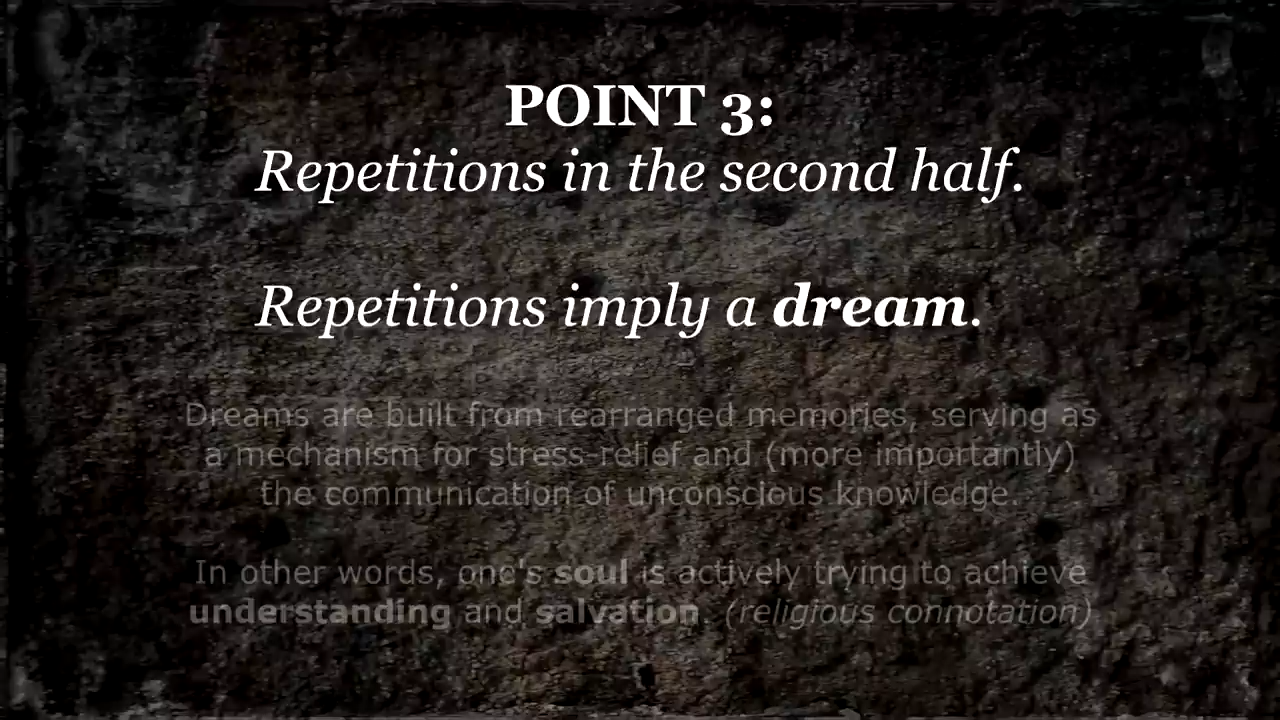 POINT 3:
Repetitions in the second half.
Repetitions imply a dream.
Dreams are built from rearranged memories, serving as
a mechanism for stress-relief and (more importantly)
the communication of unconscious knowledge.
In other words, one's soul is actively trying to achieve
understanding and salvation. (religious connotation)